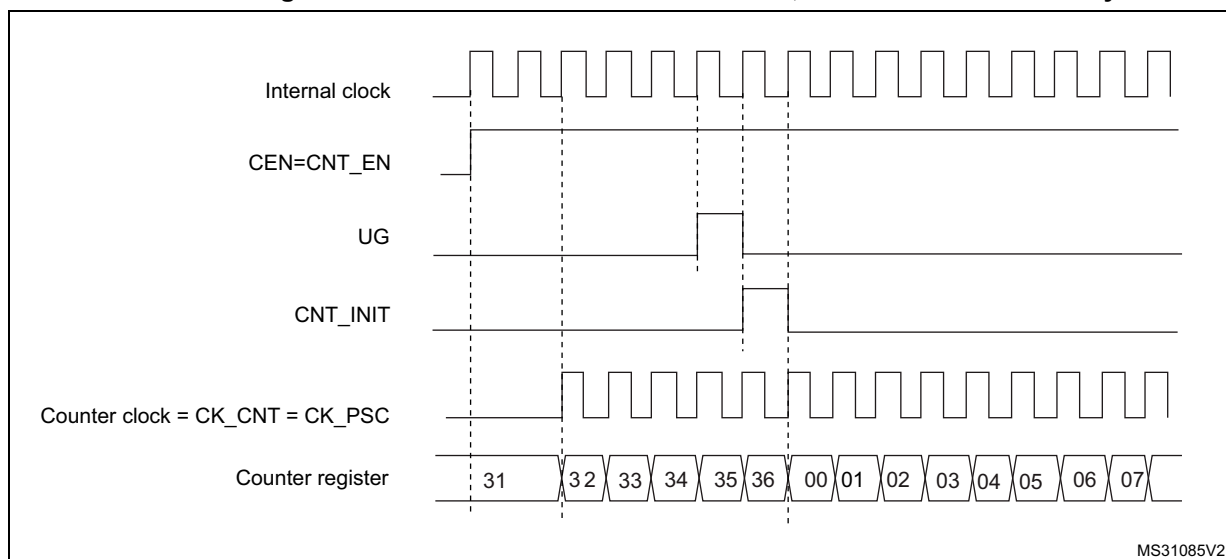 Internal clock
CEN=CNT_EN
UG
CNT_INIT
Counter clock = CK_CNT = CK_PSC
Counter register 31 32 33 34 35 36 00 01 02 03 04 05 06 07
MS31085V2